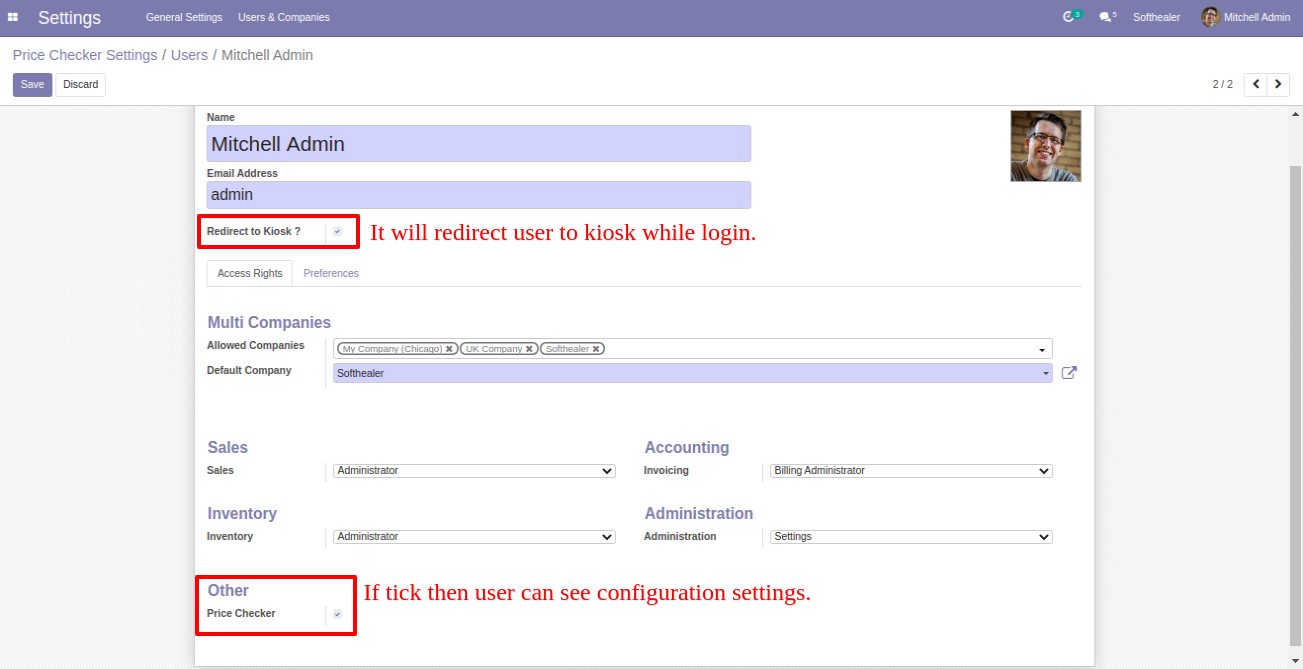 Settings General Settings Users & Companies 3 5 Softhealer Mitchell Admin
Price Checker Settings / Users / Mitchell Admin
Save Discard 2 / 2
Name
Mitchell Admin
Email Address
admin
Redirect to Kiosk ? It will redirect user to kiosk while login.
Access Rights Preferences
Multi Companies
Allowed Companies My Company (Chicago) UK Company Softhealer
Default Company Softhealer
Sales Accounting
Sales Administrator Invoicing Billing Administrator
Inventory Administration
Inventory Administrator Administration Settings
Other If tick then user can see configuration settings.
Price Checker